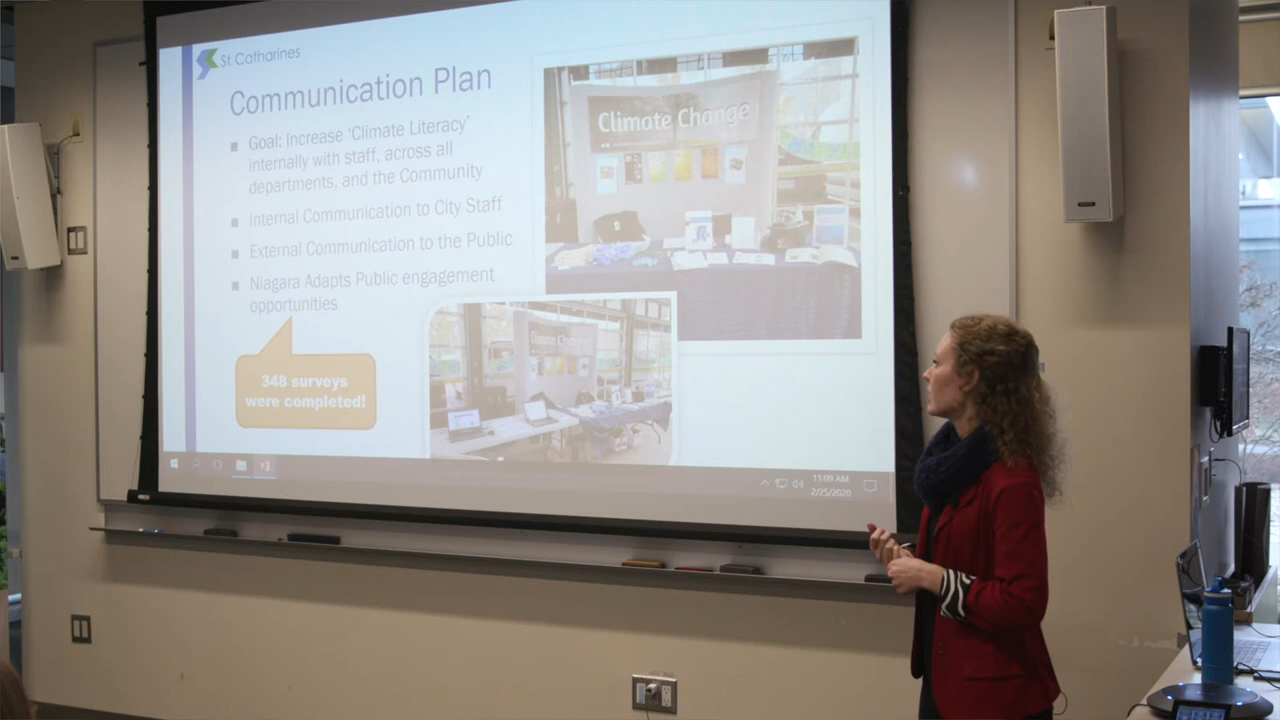 St. Catharines
Communication Plan
Goal: Increase 'Climate Literacy'
internally with staff, across all
departments, and the Community
Internal Communication to City Staff
External Communication to the Public
Niagara Adapts Public engagement
opportunities
348 surveys
were completed!
Climate Change
Climate Change
11:09 AM
2/25/2020